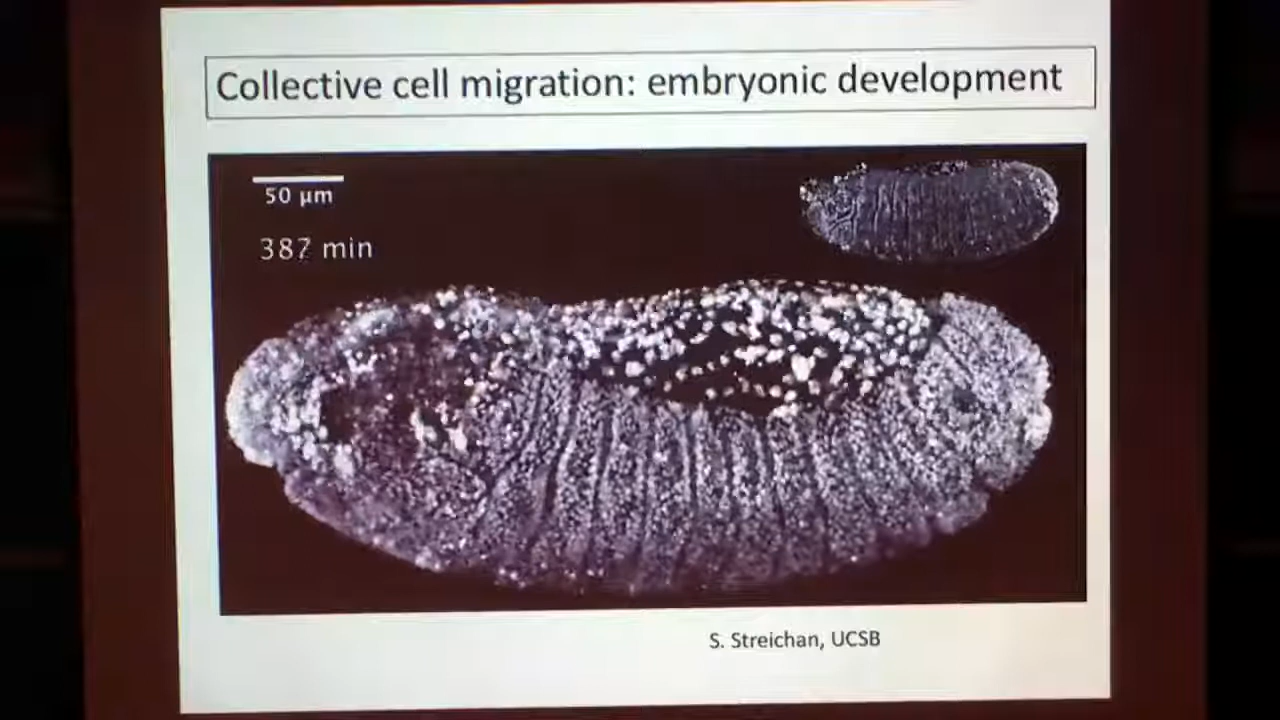 Collective cell migration: embryonic development
50 µm
387 min
S. Streichan, UCSB